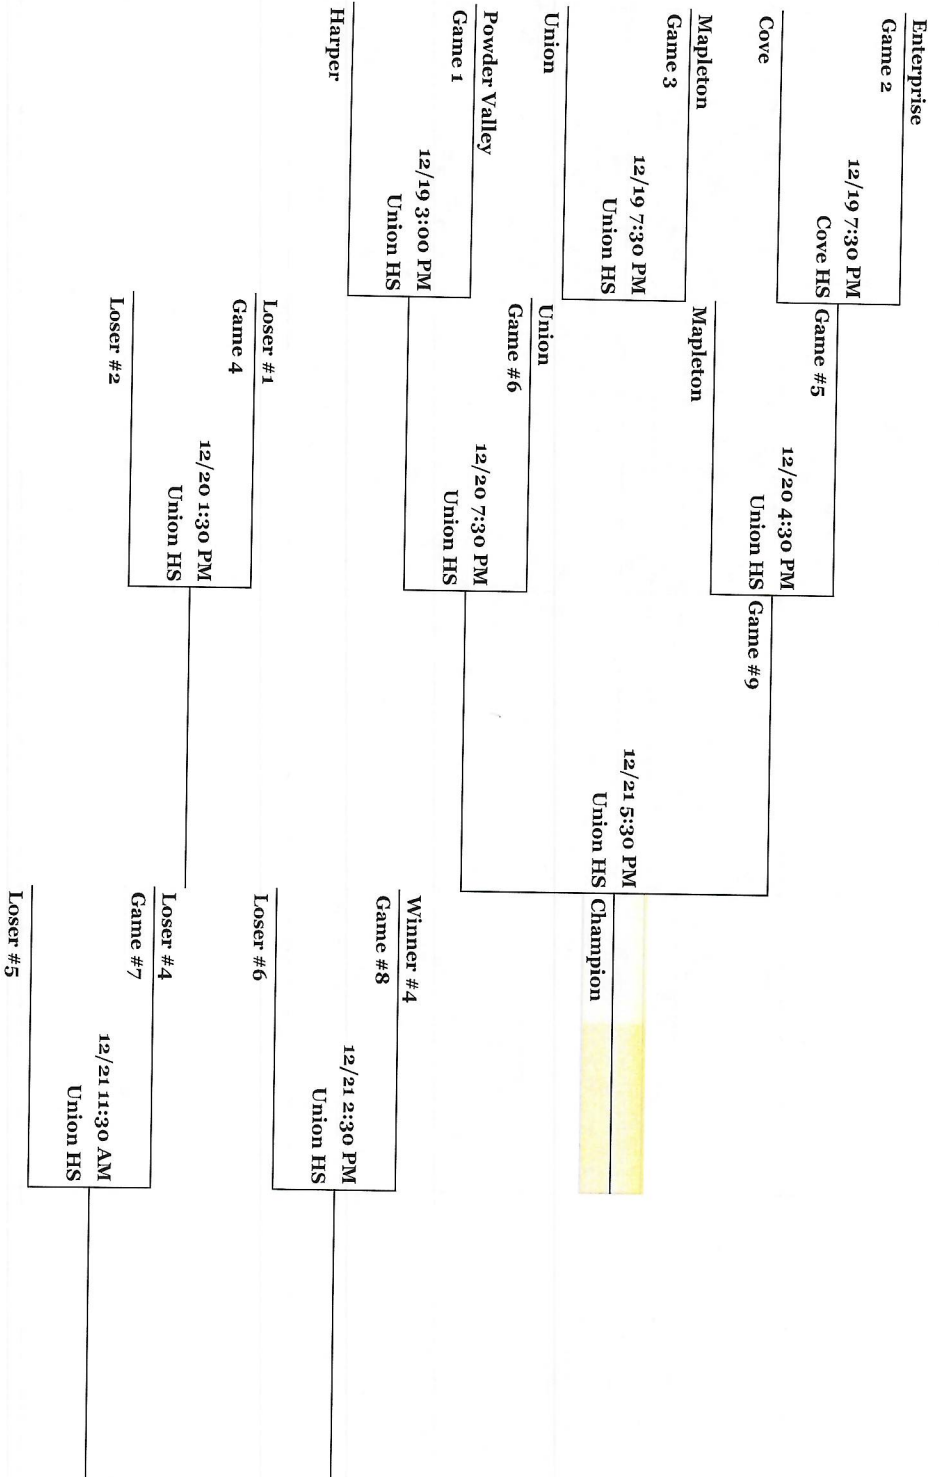 Enterprise
Game 2
12/19 7:30 PM
Cove HS
Cove
Game #5
12/20 4:30 PM
Union HS
Mapleton
Game #9
Mapleton
Game 3
12/19 7:30 PM
Union HS
Union
12/21 5:30 PM
Union HS
Champion
Union
Game #6
12/20 7:30 PM
Union HS
Powder Valley
Game 1
12/19 3:00 PM
Union HS
Harper
Winner #4
Game #8
12/21 2:30 PM
Union HS
Loser #6
Loser #1
Game 4
12/20 1:30 PM
Union HS
Loser #2
Loser #4
Game #7
12/21 11:30 AM
Union HS
Loser #5